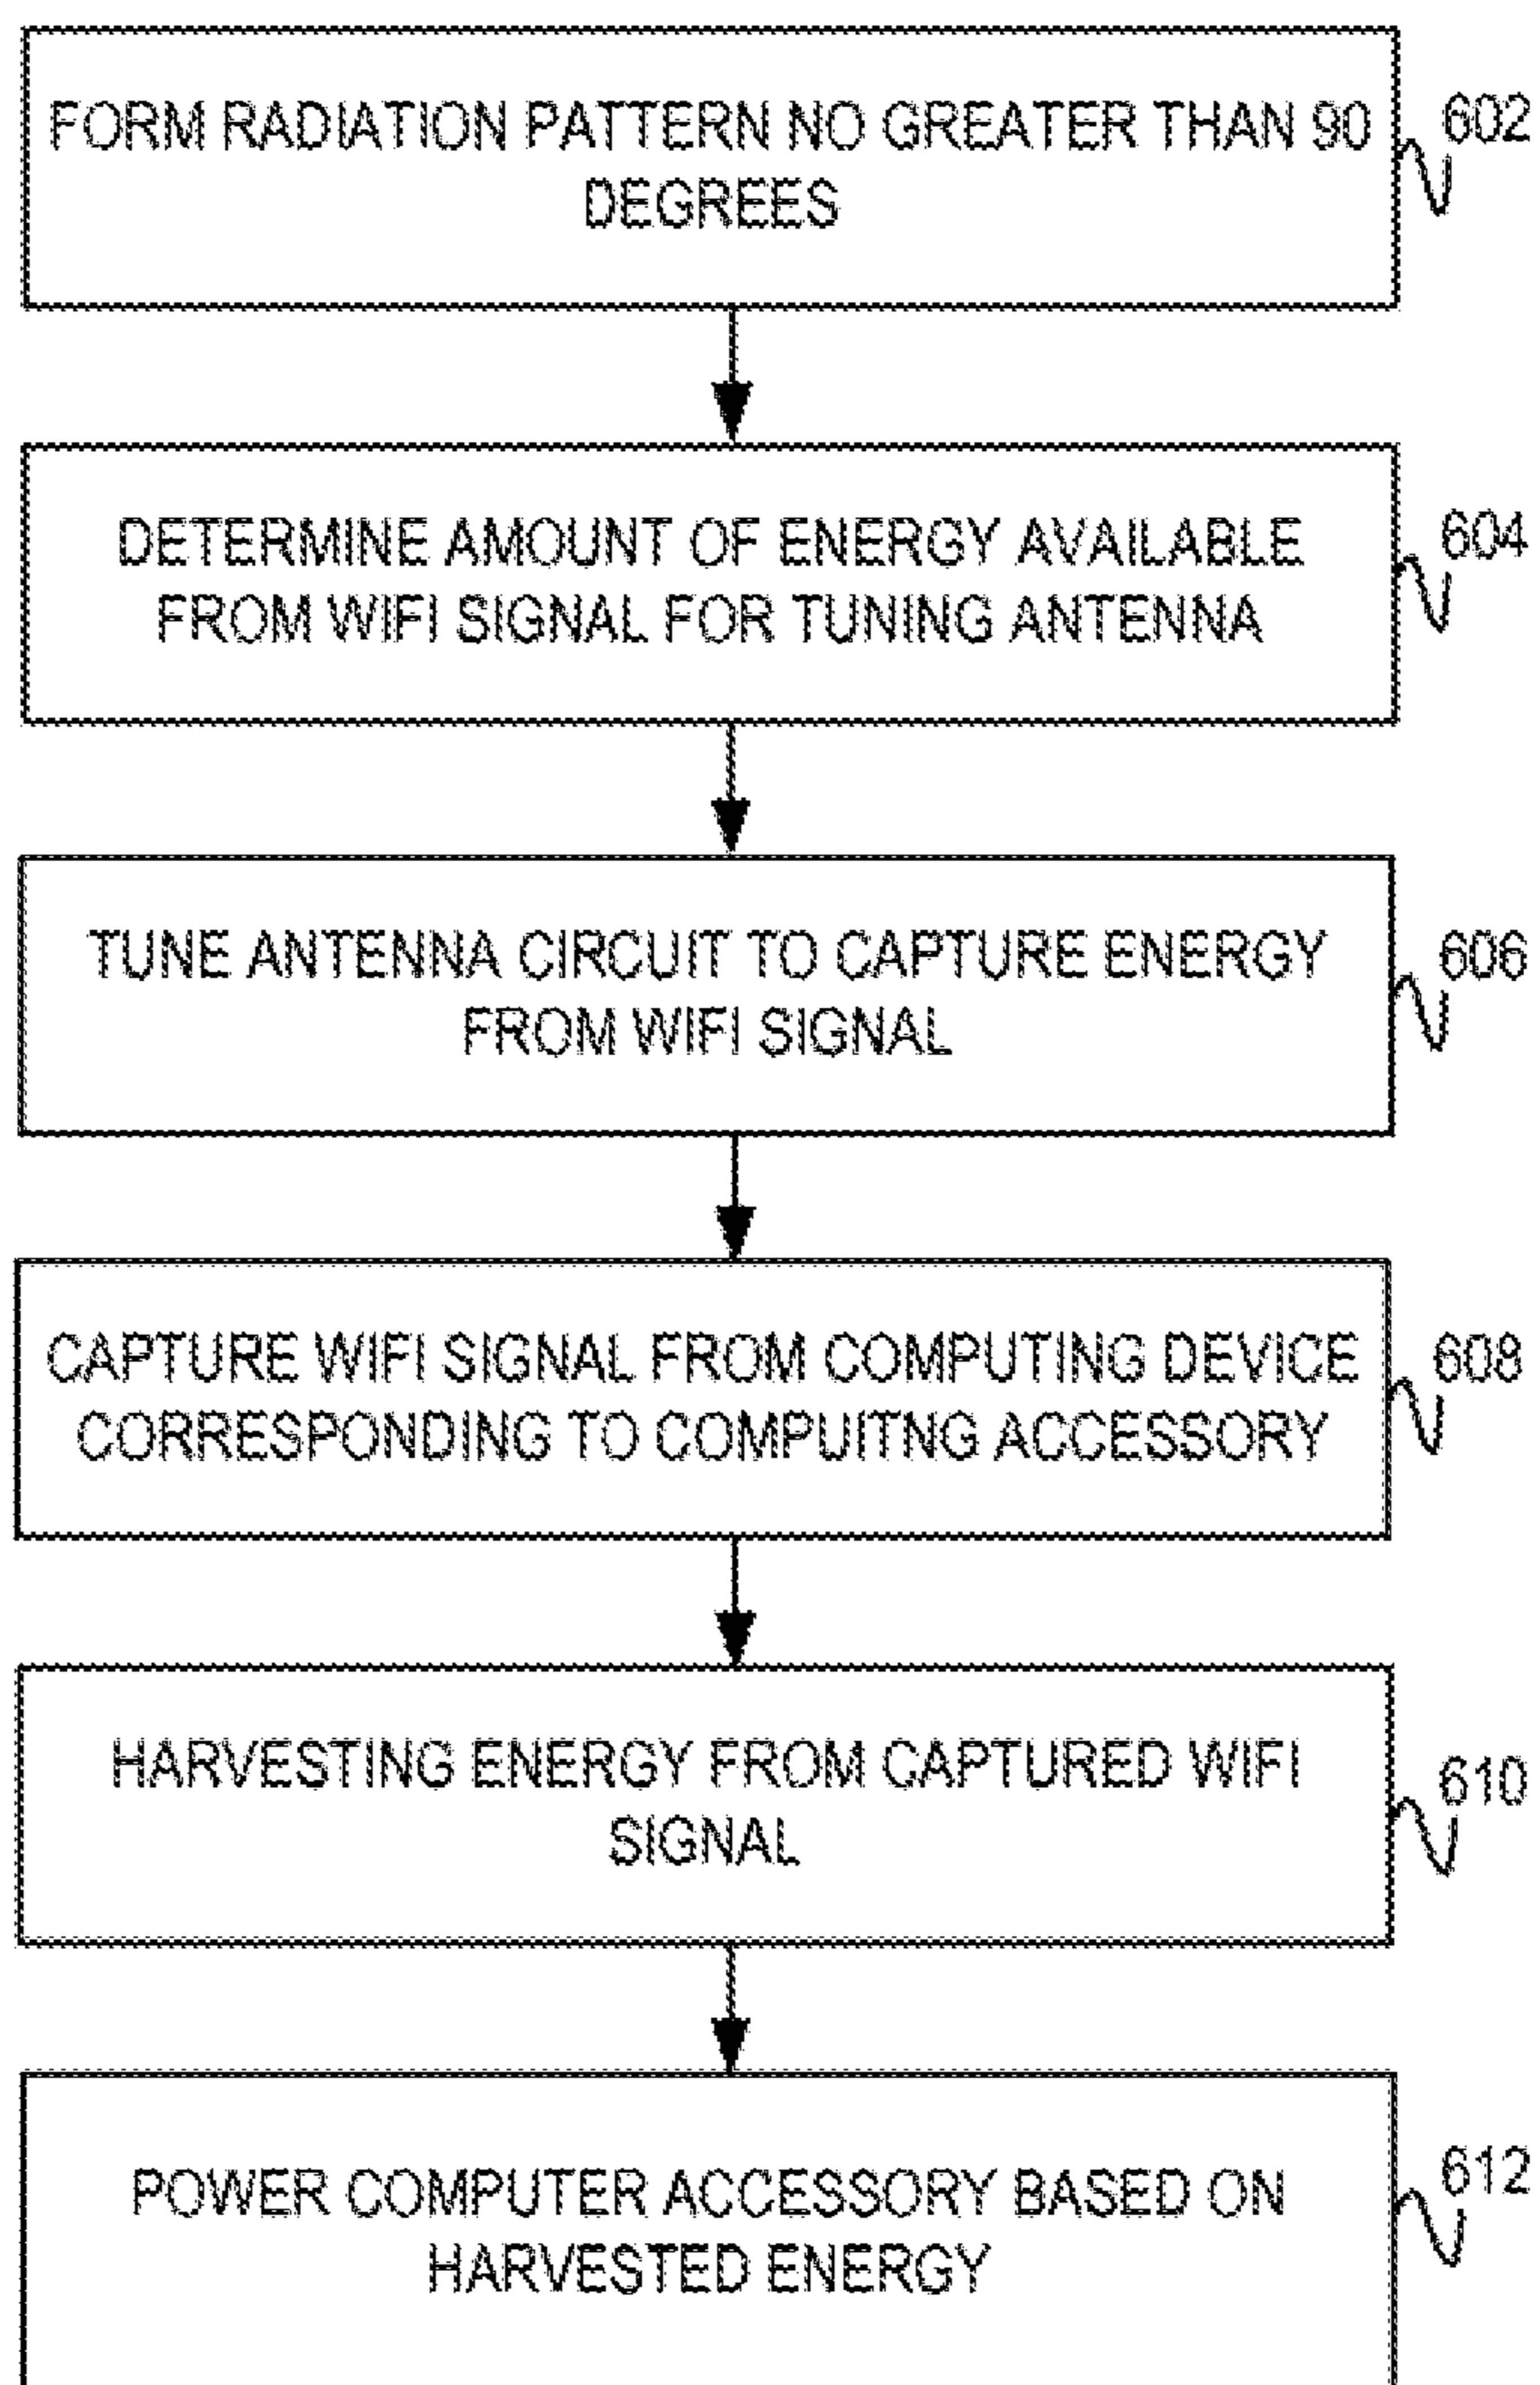 FORM RADIATION PATTERN NO GREATER THAN 90
DEGREES
602
DETERMINE AMOUNT OF ENERGY AVAILABLE
FROM WIFI SIGNAL FOR TUNING ANTENNA
604
TUNE ANTENNA CIRCUIT TO CAPTURE ENERGY
FROM WIFI SIGNAL
606
CAPTURE WIFI SIGNAL FROM COMPUTING DEVICE
CORRESPONDING TO COMPUITNG ACCESSORY
608
HARVESTING ENERGY FROM CAPTURED WIFI
SIGNAL
610
POWER COMPUTER ACCESSORY BASED ON
HARVESTED ENERGY
612